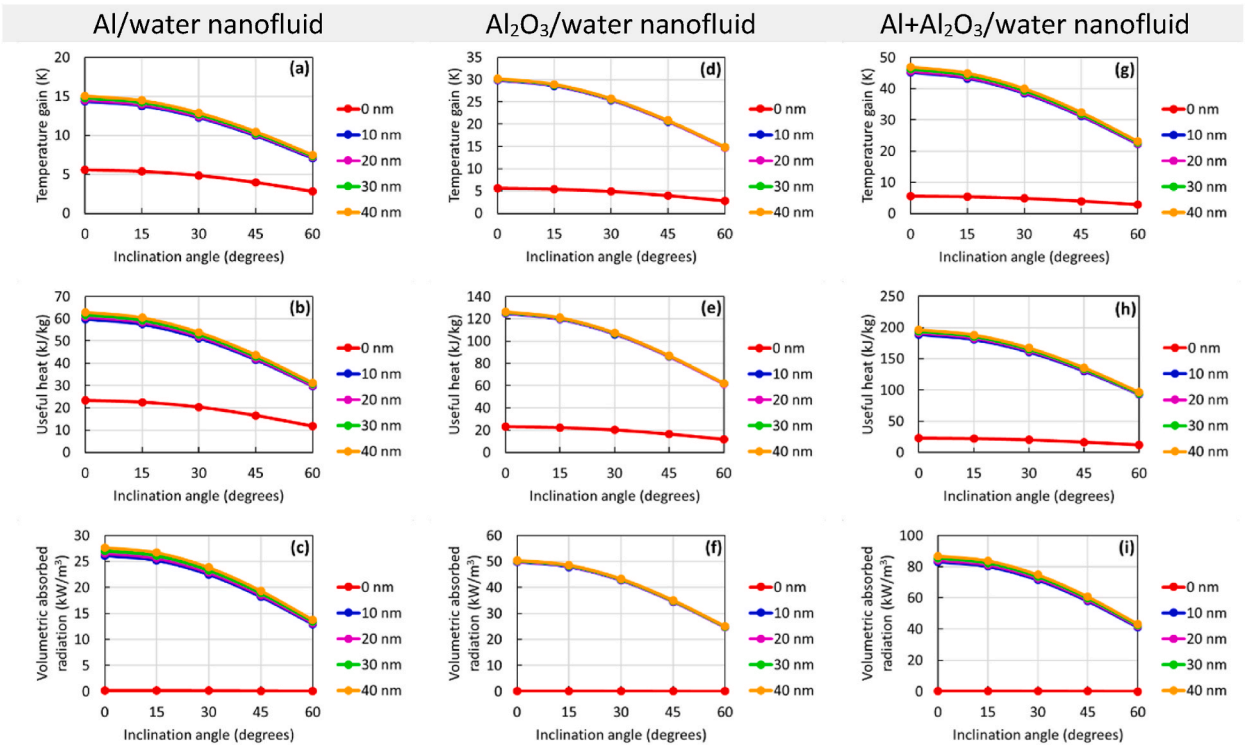 Al/water nanofluid
Al₂O₃/water nanofluid
Al+Al₂O₃/water nanofluid
(a)
Temperature gain (K)
20
15
10
5
0
0 15 30 45 60
Inclination angle (degrees)
0 nm
10 nm
20 nm
30 nm
40 nm
(d)
Temperature gain (K)
35
30
25
20
15
10
5
0
0 15 30 45 60
Inclination angle (degrees)
0 nm
10 nm
20 nm
30 nm
40 nm
(g)
Temperature gain (K)
50
40
30
20
10
0
0 15 30 45 60
Inclination angle (degrees)
0 nm
10 nm
20 nm
30 nm
40 nm
(b)
Useful heat (kJ/kg)
70
60
50
40
30
20
10
0
0 15 30 45 60
Inclination angle (degrees)
0 nm
10 nm
20 nm
30 nm
40 nm
(e)
Useful heat (kJ/kg)
140
120
100
80
60
40
20
0
0 15 30 45 60
Inclination angle (degrees)
0 nm
10 nm
20 nm
30 nm
40 nm
(h)
Useful heat (kJ/kg)
250
200
150
100
50
0
0 15 30 45 60
Inclination angle (degrees)
0 nm
10 nm
20 nm
30 nm
40 nm
(c)
Volumetric absorbed
radiation (kW/m³)
30
25
20
15
10
5
0
0 15 30 45 60
Inclination angle (degrees)
0 nm
10 nm
20 nm
30 nm
40 nm
(f)
Volumetric absorbed
radiation (kW/m³)
60
50
40
30
20
10
0
0 15 30 45 60
Inclination angle (degrees)
0 nm
10 nm
20 nm
30 nm
40 nm
(i)
Volumetric absorbed
radiation (kW/m³)
100
80
60
40
20
0
0 15 30 45 60
Inclination angle (degrees)
0 nm
10 nm
20 nm
30 nm
40 nm